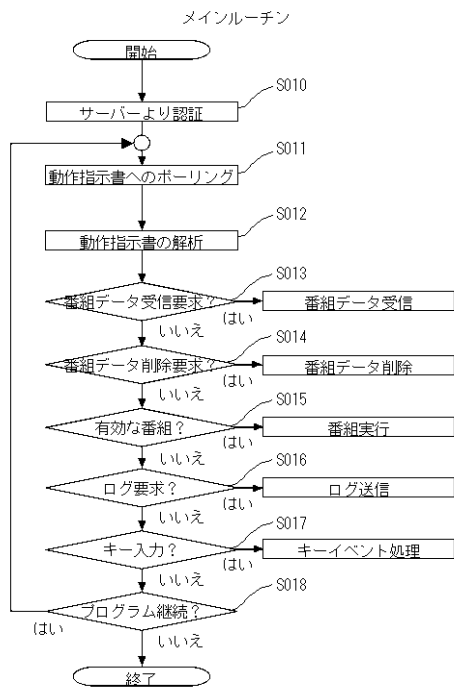 メインルーチン
開始
S010
サーバーより認証
S011
動作指示書へのポーリング
S012
動作指示書の解析
S013
番組データ受信要求？
番組データ受信
はい
いいえ
S014
番組データ削除要求？
番組データ削除
はい
いいえ
S015
有効な番組？
番組実行
はい
いいえ
S016
ログ要求？
ログ送信
はい
いいえ
S017
キー入力？
キーイベント処理
はい
いいえ
S018
プログラム継続？
はい
いいえ
終了